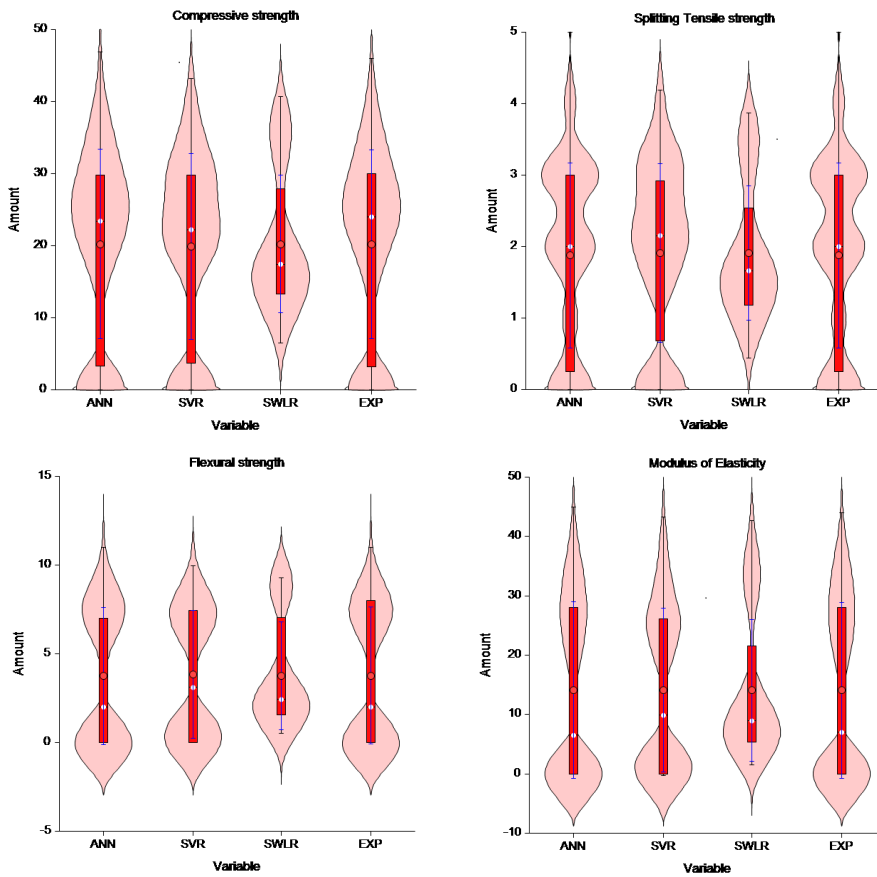 Compressive strength
50
40
30
20
10
0
Amount
ANN SVR SWLR EXP
Variable
Splitting Tensile strength
5
4
3
2
1
0
Amount
ANN SVR SWLR EXP
Variable
Flexural strength
15
10
5
0
-5
Amount
ANN SVR SWLR EXP
Variable
Modulus of Elasticity
50
40
30
20
10
0
-10
Amount
ANN SVR SWLR EXP
Variable